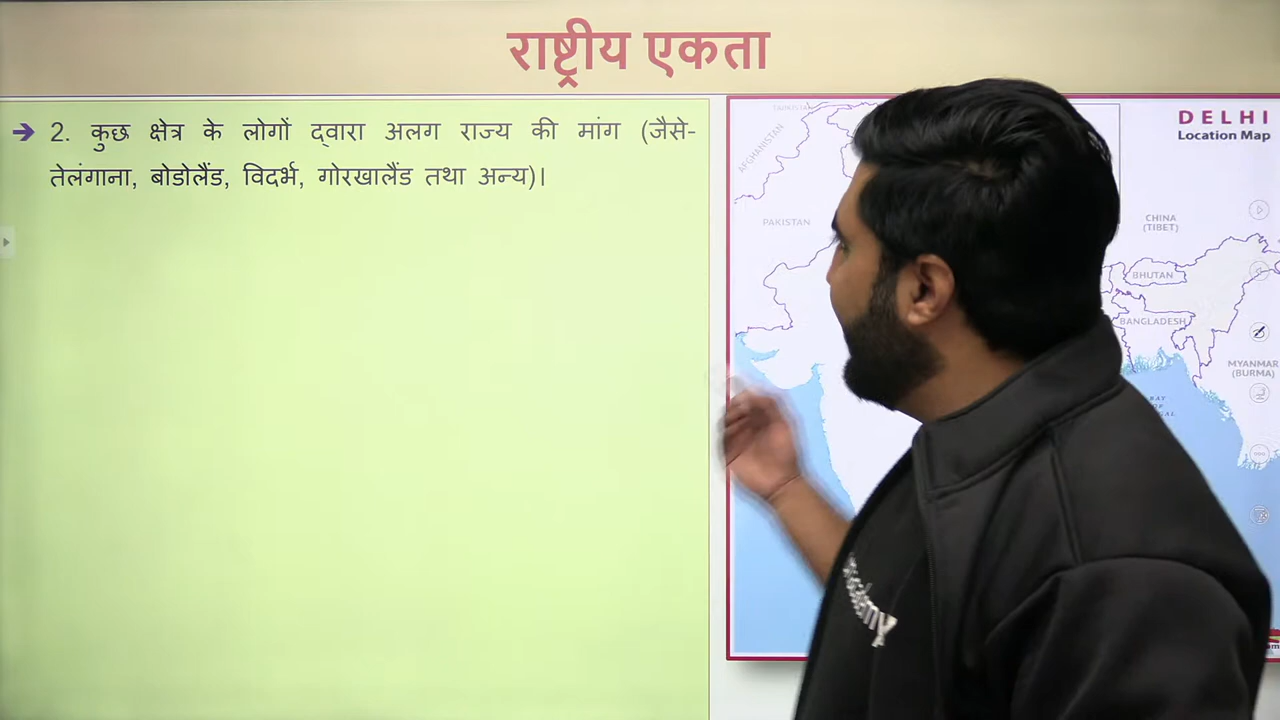 राष्ट्रीय एकता
➔ 2. कुछ क्षेत्र के लोगों द्वारा अलग राज्य की मांग (जैसे-
तेलंगाना, बोडोलैंड, विदर्भ, गोरखालैंड तथा अन्य)।
DELHI
Location Map
AFGHANISTAN
PAKISTAN
CHINA
(TIBET)
BHUTAN
BANGLADESH
MYANMAR
(BURMA)